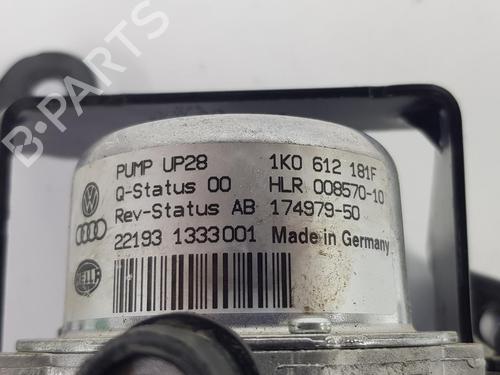 B-PARTS
PUMP UP28 1K0 612 181F
Q-Status 00 HLR 008570-10
Rev-Status AB 174979-50
22193 1333001 Made in Germany
HELLA